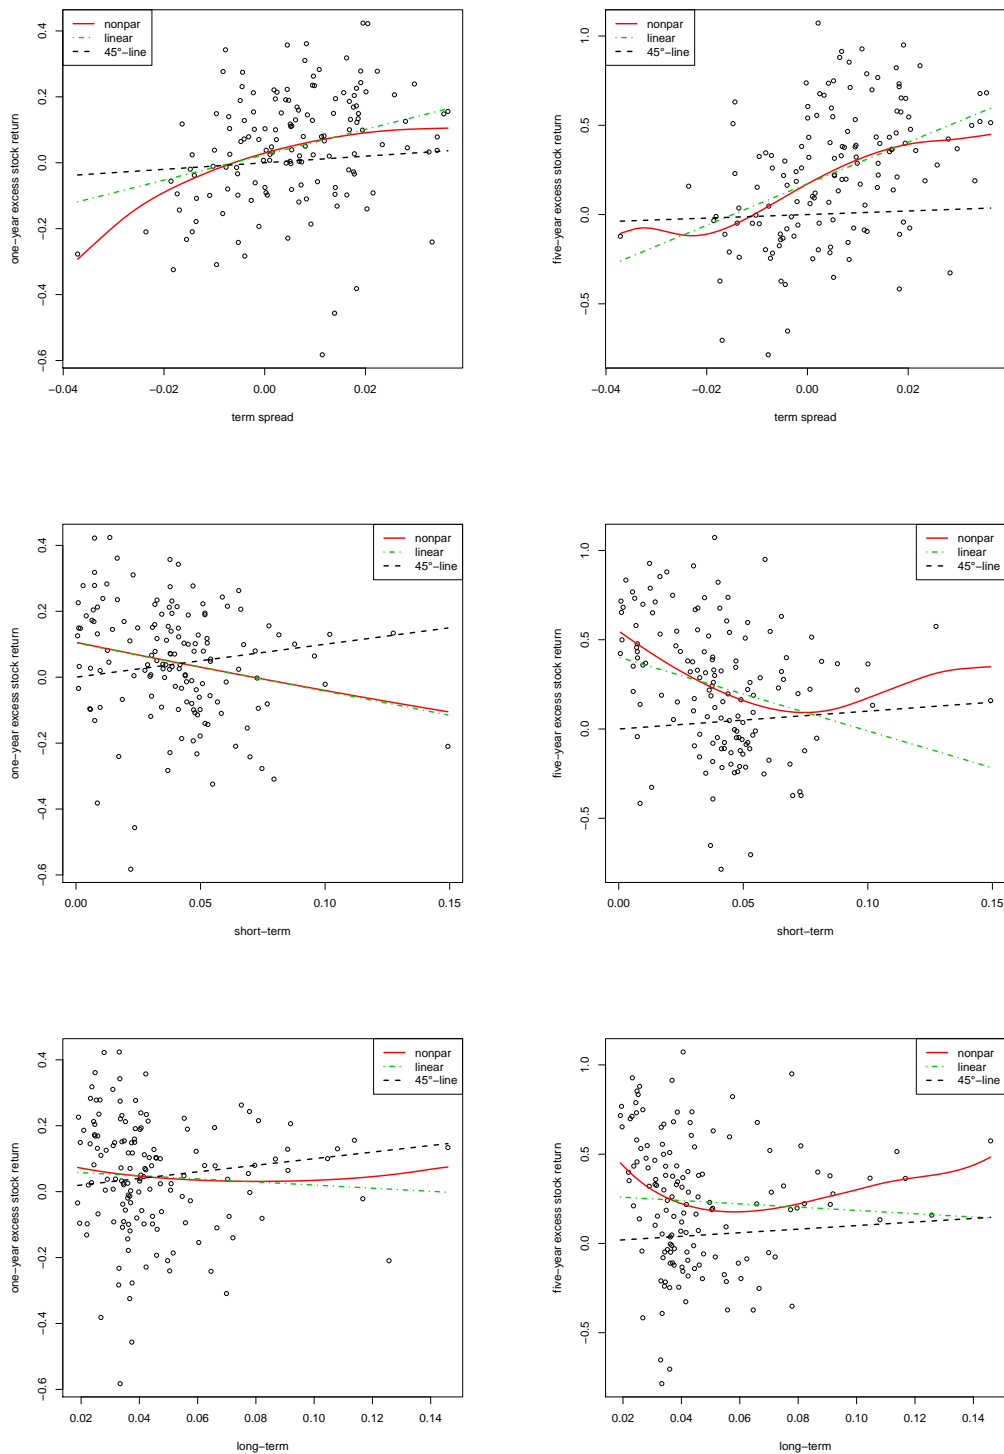 nonpar
linear
45°−line
one−year excess stock return
−0.6
−0.4
−0.2
0.0
0.2
0.4
−0.04
−0.02
0.00
0.02
term spread
nonpar
linear
45°−line
five−year excess stock return
−0.5
0.0
0.5
1.0
−0.04
−0.02
0.00
0.02
term spread
nonpar
linear
45°−line
one−year excess stock return
−0.6
−0.4
−0.2
0.0
0.2
0.4
0.00
0.05
0.10
0.15
short−term
nonpar
linear
45°−line
five−year excess stock return
−0.5
0.0
0.5
1.0
0.00
0.05
0.10
0.15
short−term
nonpar
linear
45°−line
one−year excess stock return
−0.6
−0.4
−0.2
0.0
0.2
0.4
0.02
0.04
0.06
0.08
0.10
0.12
0.14
long−term
nonpar
linear
45°−line
five−year excess stock return
−0.5
0.0
0.5
1.0
0.02
0.04
0.06
0.08
0.10
0.12
0.14
long−term